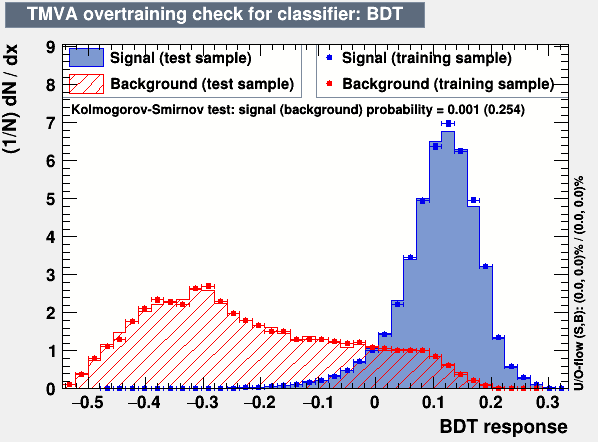 TMVA overtraining check for classifier: BDT
(1/N) dN / dx
9
8
7
6
5
4
3
2
1
0
Signal (test sample)
Background (test sample)
Signal (training sample)
Background (training sample)
Kolmogorov-Smirnov test: signal (background) probability = 0.001 (0.254)
−0.5 −0.4 −0.3 −0.2 −0.1 0 0.1 0.2 0.3
BDT response
U/O-flow (S,B): (0.0, 0.0)% / (0.0, 0.0)%